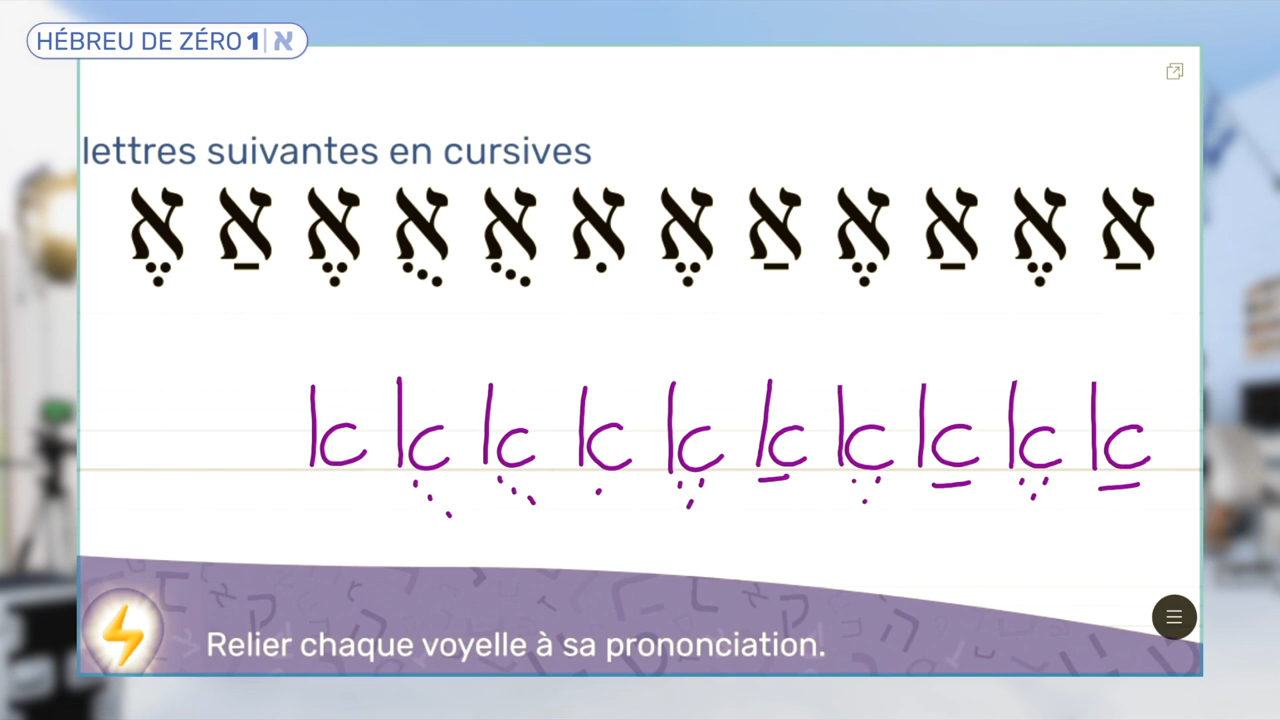 HÉBREU DE ZÉRO 1 | א
lettres suivantes en cursives
אַ אֶ אַ אֶ אַ אֶ אִ אֻ אֻ אֶ אַ אֶ
אַ אֶ אַ אֶ אַ אֶ אִ אֻ אֻ א
Relier chaque voyelle à sa prononciation.